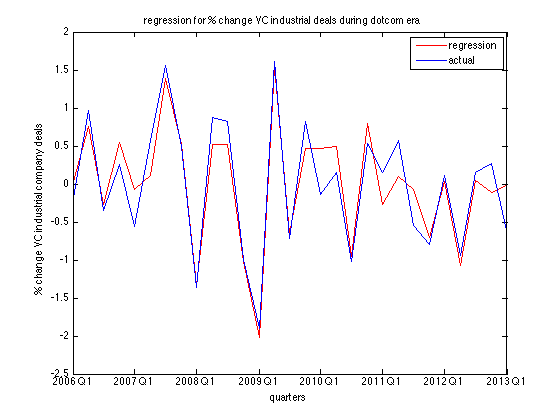 regression for % change VC industrial deals during dotcom era
regression
actual
% change VC industrial company deals
2
1.5
1
0.5
0
-0.5
-1
-1.5
-2
-2.5
2006 Q1 2007 Q1 2008 Q1 2009 Q1 2010 Q1 2011 Q1 2012 Q1 2013 Q1
quarters